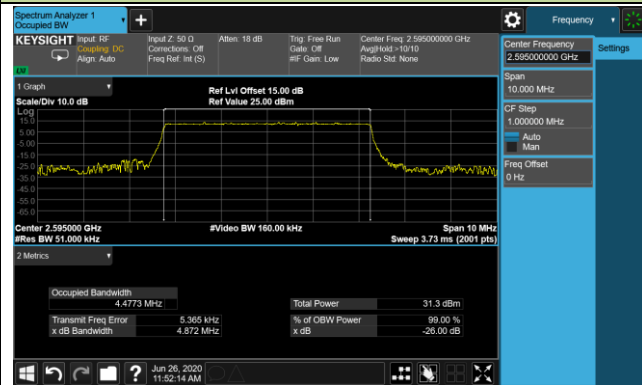 Spectrum Analyzer 1
Occupied BW
Frequency
KEYSIGHT
Input: RF
Coupling: DC
Align: Auto
Input Z: 50 Ω
Corrections: Off
Freq Ref: Int (S)
Atten: 18 dB
Trig: Free Run
Gate: Off
#IF Gain: Low
Center Freq: 2.595000000 GHz
Avg|Hold:>10/10
Radio Std: None
LXI
Center Frequency
2.595000000 GHz
Settings
Span
10.000 MHz
CF Step
1.000000 MHz
Auto
Man
Freq Offset
0 Hz
1 Graph
Scale/Div 10.0 dB
Ref Lvl Offset 15.00 dB
Ref Value 25.00 dBm
Log
15.0
5.00
-5.00
-15.0
-25.0
-35.0
-45.0
-55.0
-65.0
Center 2.595000 GHz
#Video BW 160.00 kHz
Span 10 MHz
#Res BW 51.000 kHz
Sweep 3.73 ms (2001 pts)
2 Metrics
Occupied Bandwidth
4.4773 MHz
Total Power 31.3 dBm
Transmit Freq Error 5.365 kHz
% of OBW Power 99.00 %
x dB Bandwidth 4.872 MHz
x dB -26.00 dB
Jun 26, 2020
11:52:14 AM